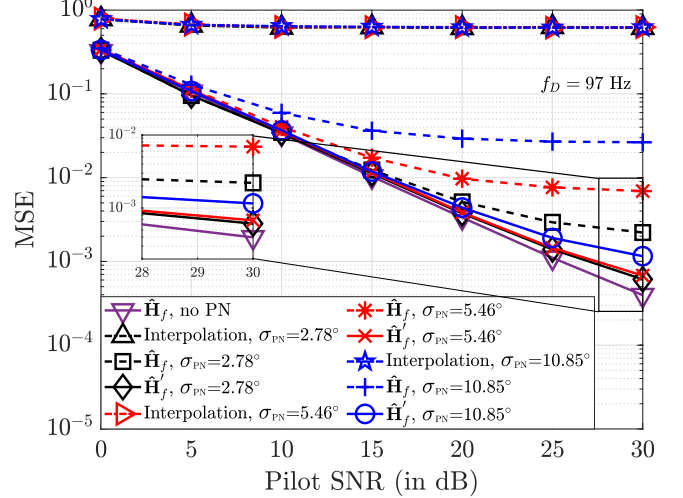 10⁰
10⁻¹
10⁻²
10⁻³
10⁻⁴
10⁻⁵
MSE
f_D = 97 Hz
10⁻²
10⁻³
28 29 30
Ĥ_f, no PN
Interpolation, σ_PN=2.78°
Ĥ_f, σ_PN=2.78°
Ĥ′_f, σ_PN=2.78°
Interpolation, σ_PN=5.46°
Ĥ_f, σ_PN=5.46°
Ĥ′_f, σ_PN=5.46°
Interpolation, σ_PN=10.85°
Ĥ_f, σ_PN=10.85°
Ĥ′_f, σ_PN=10.85°
0 5 10 15 20 25 30
Pilot SNR (in dB)